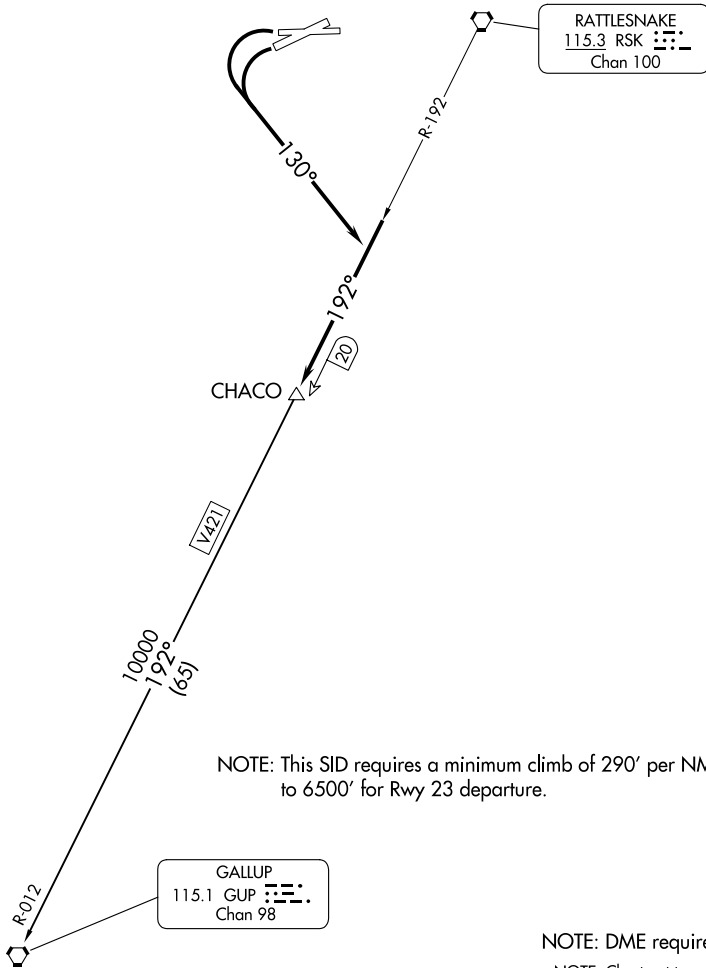 RATTLESNAKE
115.3 RSK
Chan 100
R-192
130°
192°
20
CHACO
V421
10000
192°
(65)
NOTE: This SID requires a minimum climb of 290' per NM
to 6500' for Rwy 23 departure.
GALLUP
115.1 GUP
Chan 98
R-012
NOTE: DME require
NOTE: